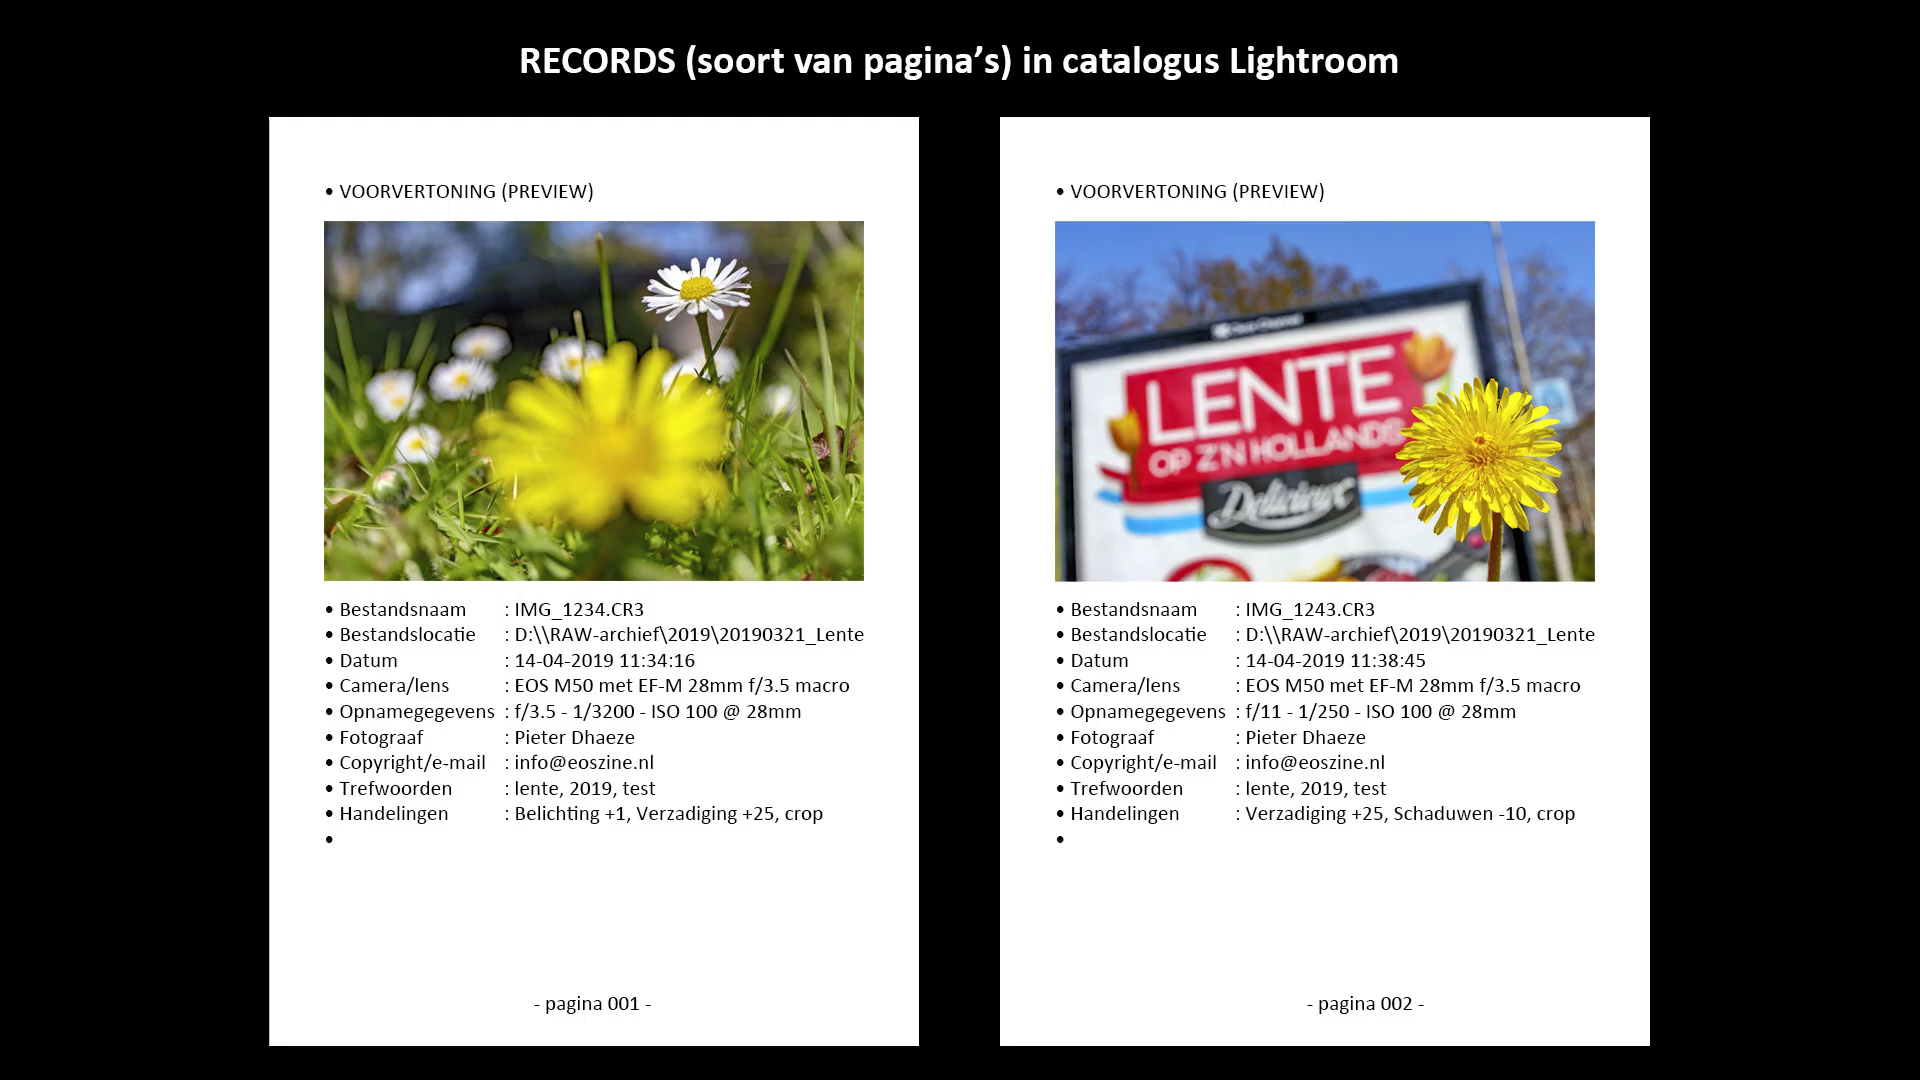 RECORDS (soort van pagina’s) in catalogus Lightroom
• VOORVERTONING (PREVIEW)
• Bestandsnaam : IMG_1234.CR3
• Bestandslocatie : D:\\RAW-archief\2019\20190321_Lente
• Datum : 14-04-2019 11:34:16
• Camera/lens : EOS M50 met EF-M 28mm f/3.5 macro
• Opnamegegevens : f/3.5 - 1/3200 - ISO 100 @ 28mm
• Fotograaf : Pieter Dhaeze
• Copyright/e-mail : info@eoszine.nl
• Trefwoorden : lente, 2019, test
• Handelingen : Belichting +1, Verzadiging +25, crop
•
- pagina 001 -
• VOORVERTONING (PREVIEW)
LENTE
OP Z'N HOLLANDS
Delicieux
• Bestandsnaam : IMG_1243.CR3
• Bestandslocatie : D:\\RAW-archief\2019\20190321_Lente
• Datum : 14-04-2019 11:38:45
• Camera/lens : EOS M50 met EF-M 28mm f/3.5 macro
• Opnamegegevens : f/11 - 1/250 - ISO 100 @ 28mm
• Fotograaf : Pieter Dhaeze
• Copyright/e-mail : info@eoszine.nl
• Trefwoorden : lente, 2019, test
• Handelingen : Verzadiging +25, Schaduwen -10, crop
•
- pagina 002 -